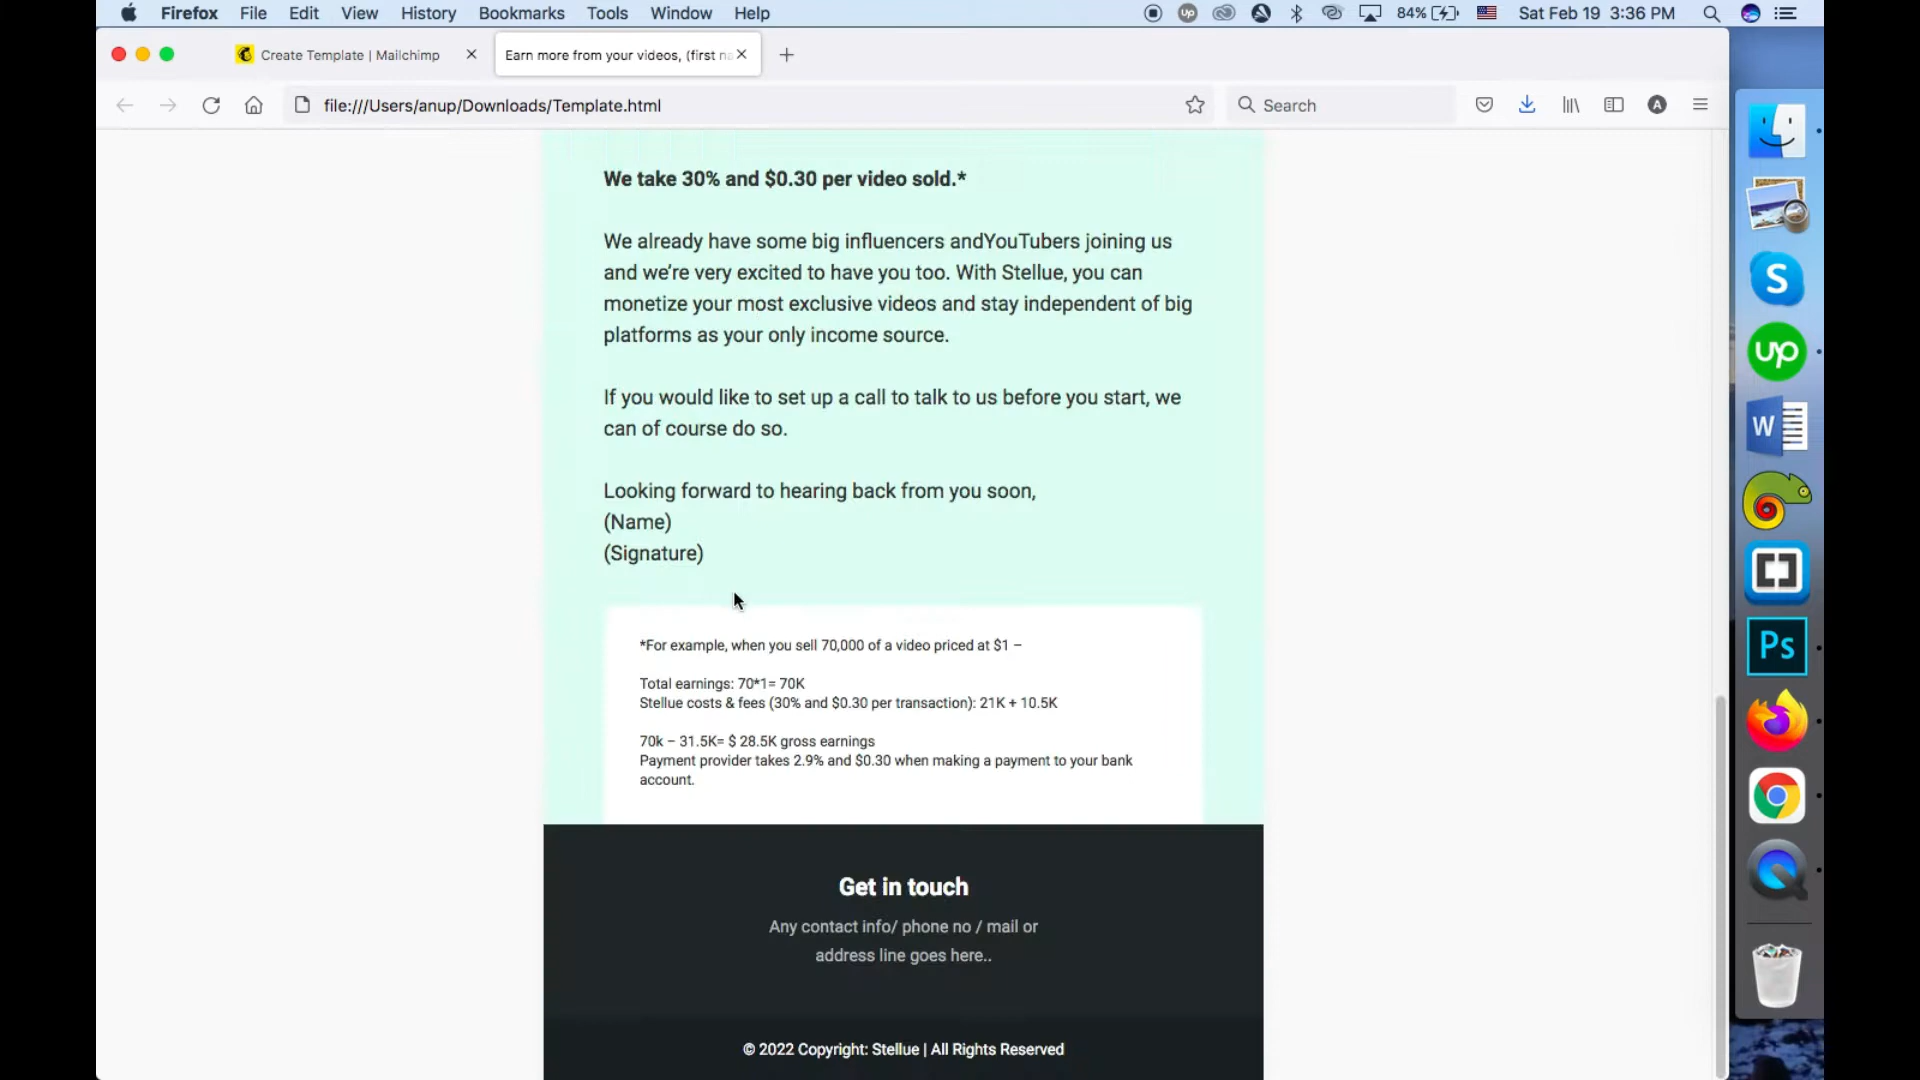 Firefox File Edit View History Bookmarks Tools Window Help
84% Sat Feb 19 3:36 PM
Create Template | Mailchimp
Earn more from your videos, (first na
file:///Users/anup/Downloads/Template.html
Search
A
We take 30% and $0.30 per video sold.*
We already have some big influencers andYouTubers joining us
and we’re very excited to have you too. With Stellue, you can
monetize your most exclusive videos and stay independent of big
platforms as your only income source.
If you would like to set up a call to talk to us before you start, we
can of course do so.
Looking forward to hearing back from you soon,
(Name)
(Signature)
*For example, when you sell 70,000 of a video priced at $1 –
Total earnings: 70*1= 70K
Stellue costs & fees (30% and $0.30 per transaction): 21K + 10.5K
70k – 31.5K= $ 28.5K gross earnings
Payment provider takes 2.9% and $0.30 when making a payment to your bank
account.
Get in touch
Any contact info/ phone no / mail or
address line goes here..
© 2022 Copyright: Stellue | All Rights Reserved
S
up
W
Ps